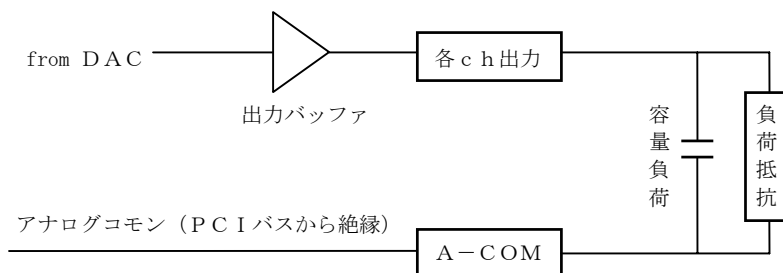 from ＤＡＣ
各ｃｈ出力
出力バッファ
容量負荷
負荷抵抗
アナログコモン（ＰＣＩバスから絶縁）
Ａ－ＣＯＭ